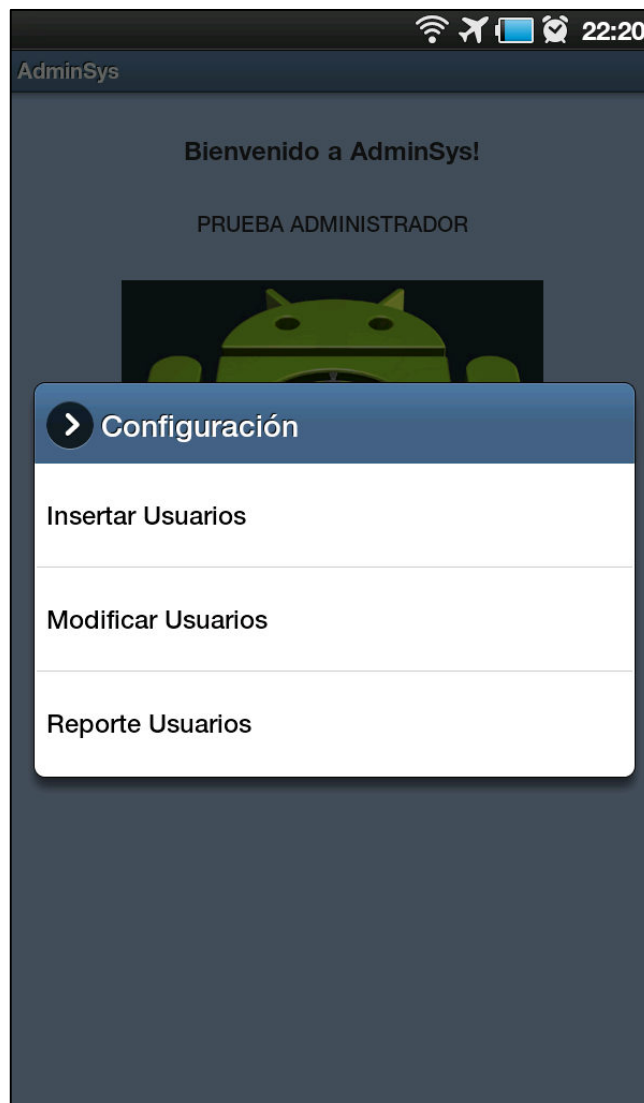 22:20
AdminSys
Bienvenido a AdminSys!
PRUEBA ADMINISTRADOR
Configuración
Insertar Usuarios
Modificar Usuarios
Reporte Usuarios